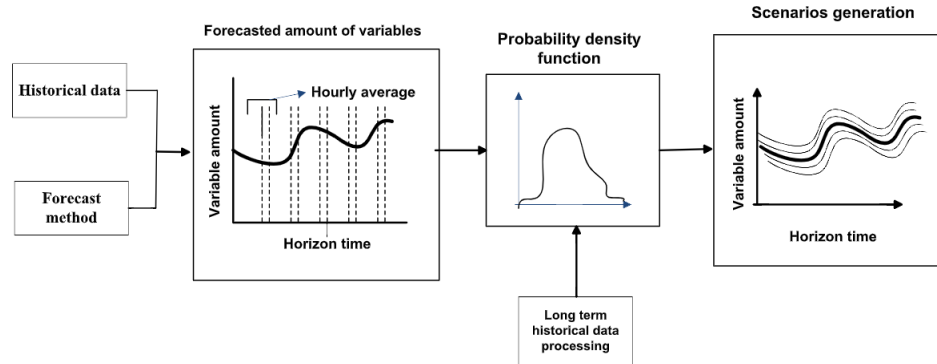 Historical data
Forecast
method
Forecasted amount of variables
Hourly average
Variable amount
Horizon time
Probability density
function
Long term
historical data
processing
Scenarios generation
Variable amount
Horizon time